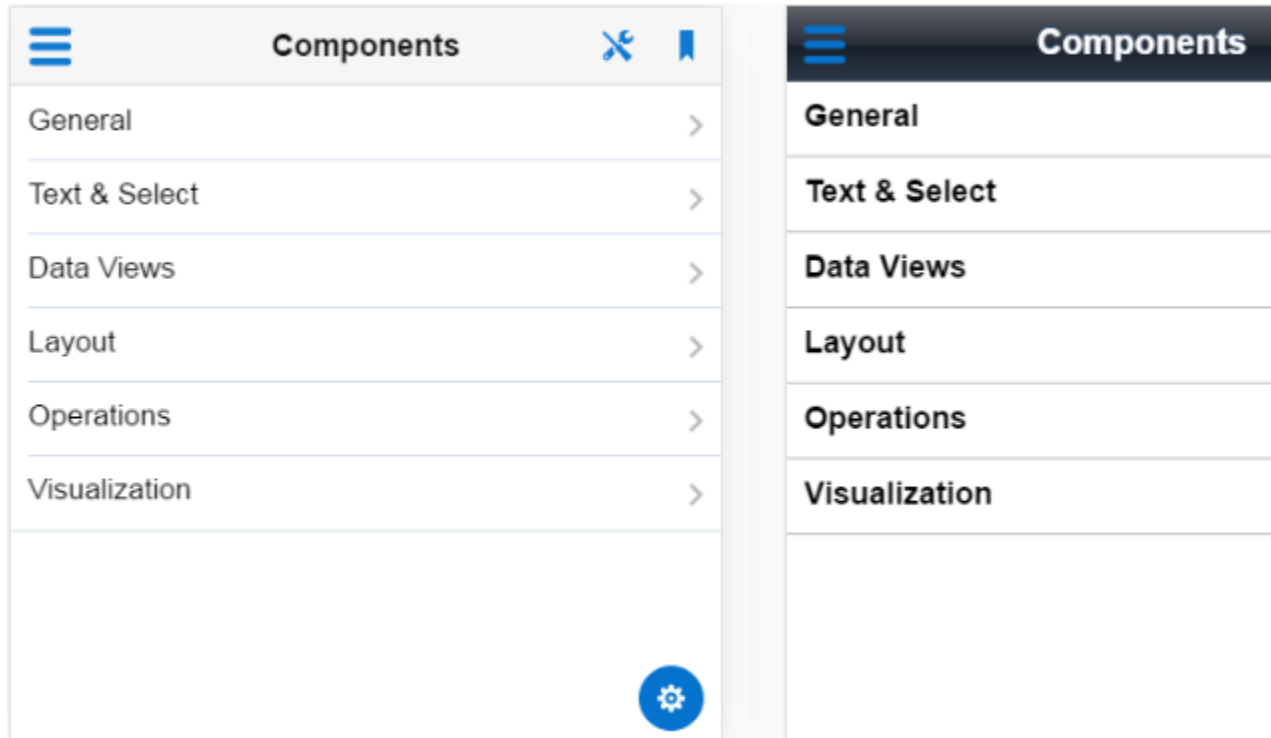 Components
General
Text & Select
Data Views
Layout
Operations
Visualization
Components
General
Text & Select
Data Views
Layout
Operations
Visualization